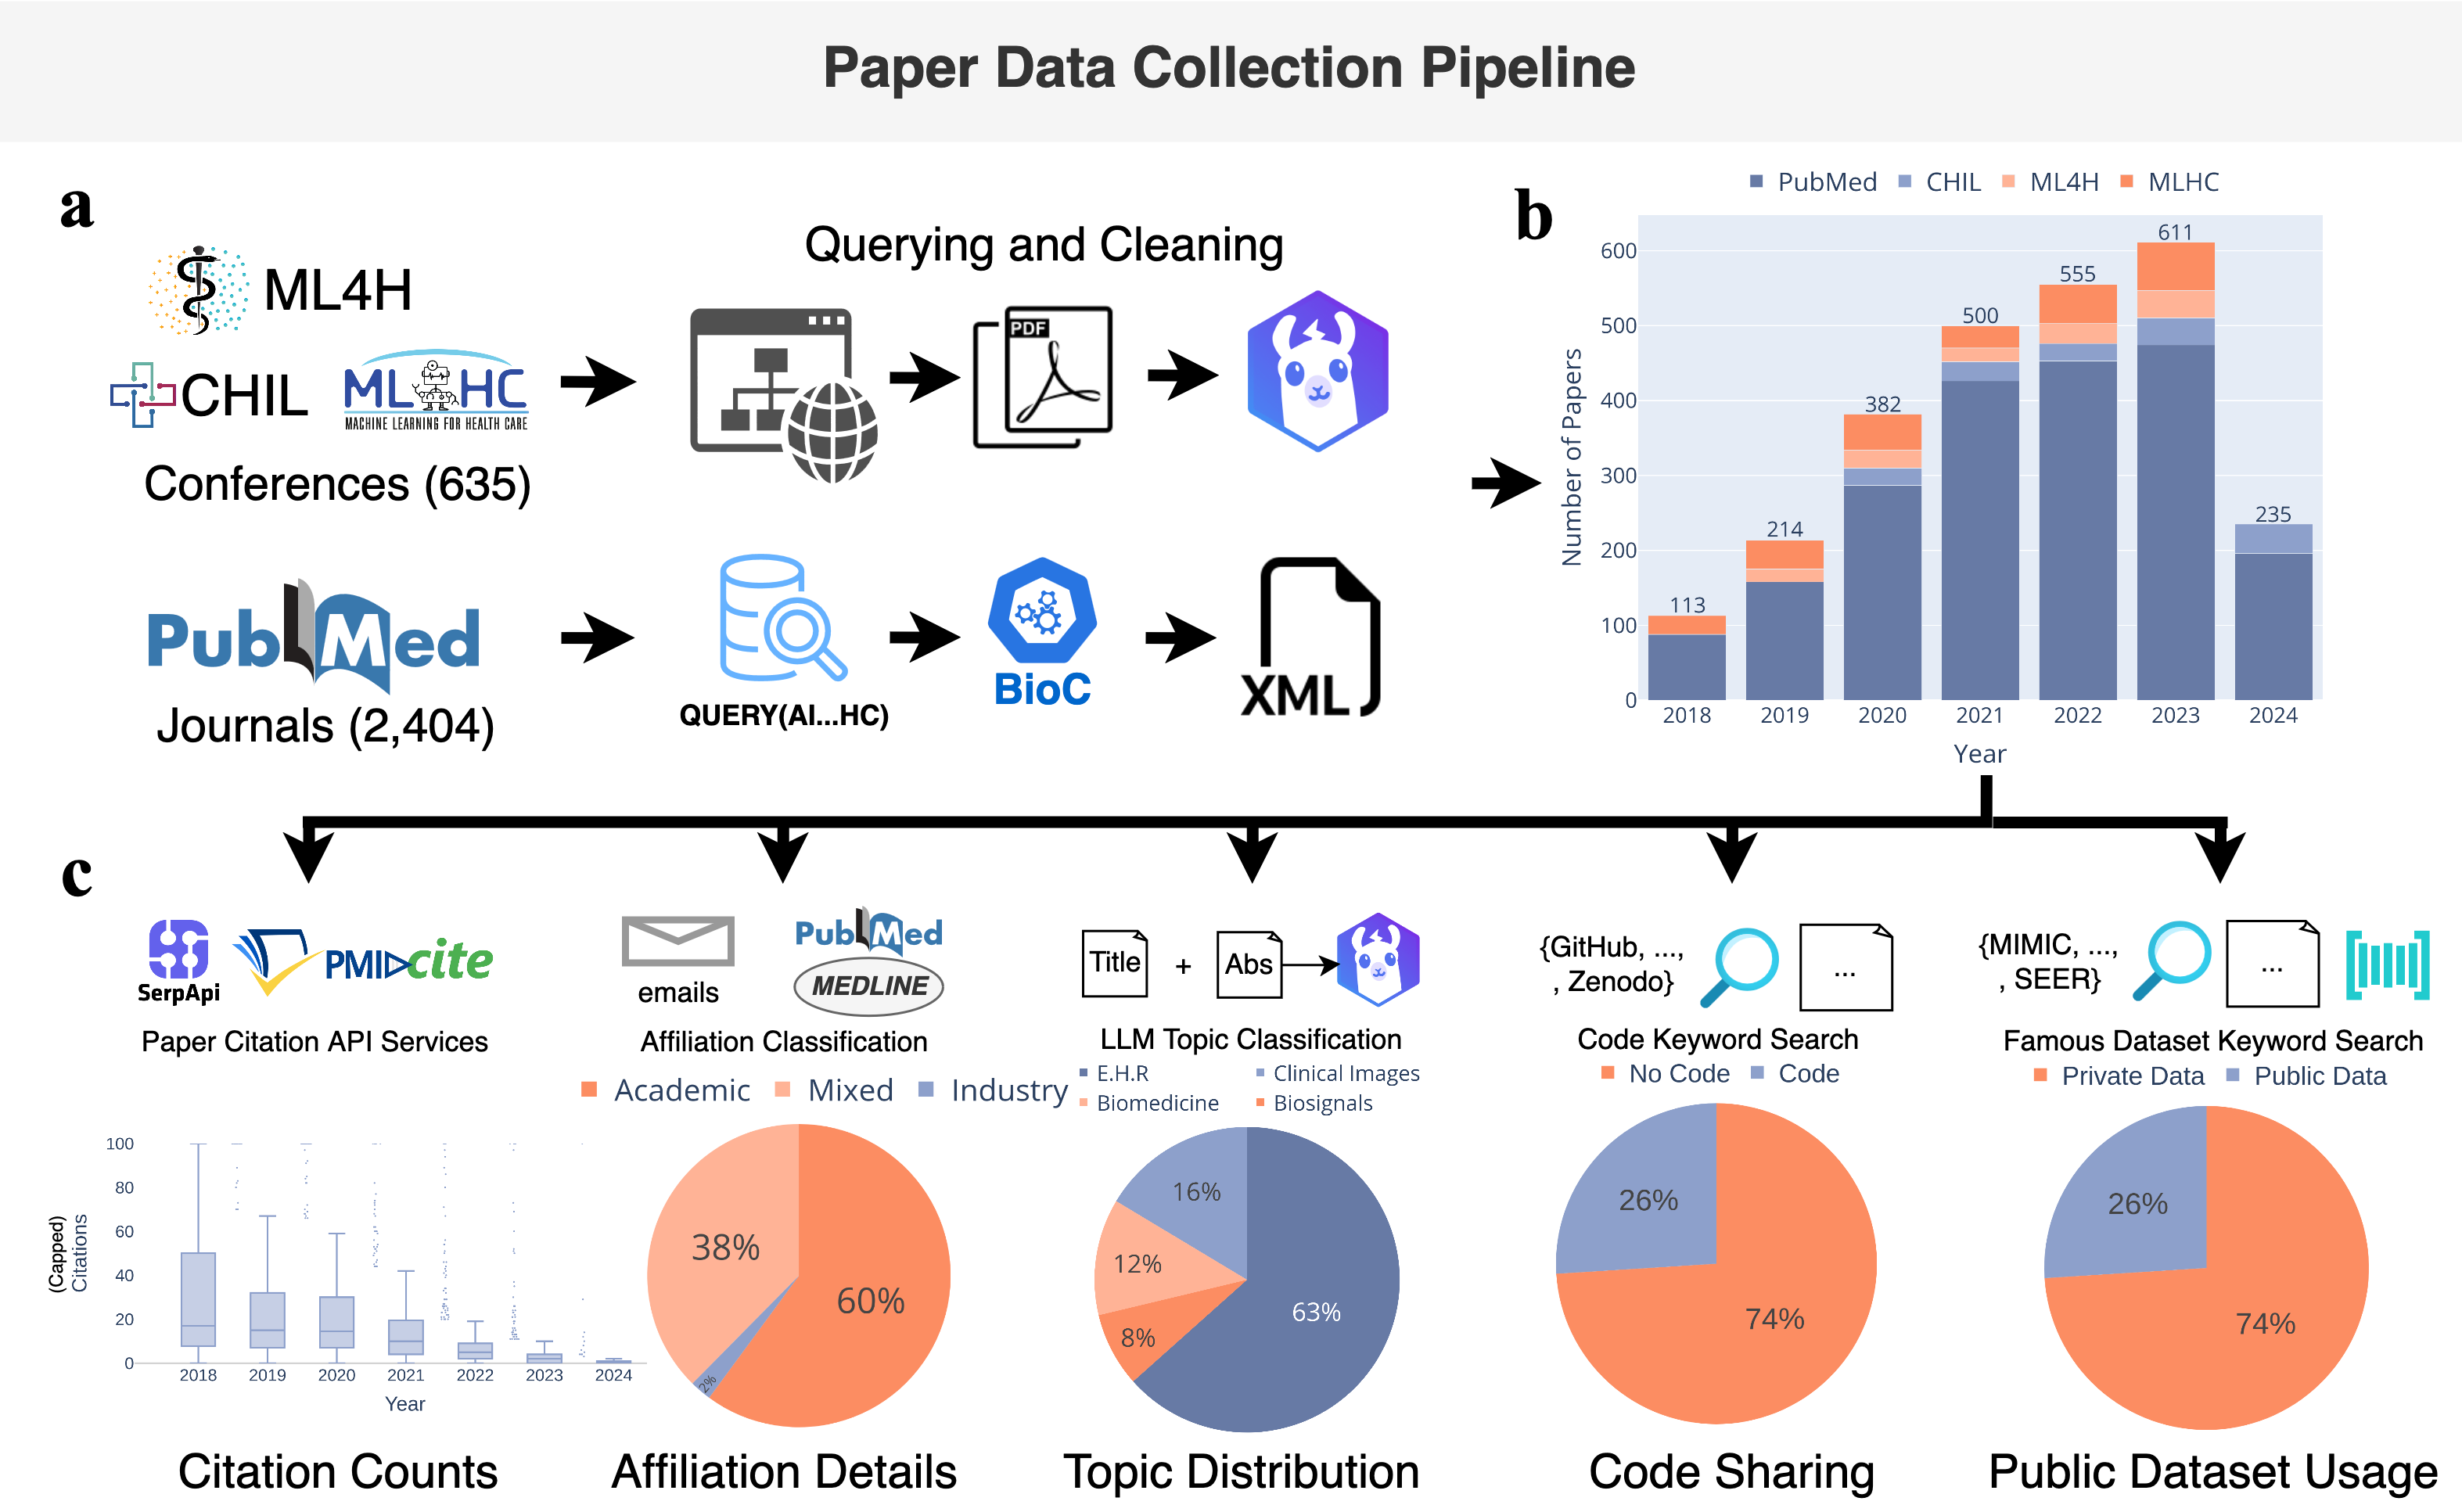 Paper Data Collection Pipeline
a
ML4H
CHIL
ML HC
MACHINE LEARNING FOR HEALTH CARE
Conferences (635)
Querying and Cleaning
PDF
PubMed
Journals (2,404)
QUERY(AI...HC)
BioC
XML
b
PubMed CHIL ML4H MLHC
Number of Papers
600
500
400
300
200
100
0
113
214
382
500
555
611
235
2018 2019 2020 2021 2022 2023 2024
Year
c
SerpApi
PMIDcite
Paper Citation API Services
(Capped)
Citations
100
80
60
40
20
0
2018 2019 2020 2021 2022 2023 2024
Year
Citation Counts
emails
PubMed
MEDLINE
Affiliation Classification
Academic Mixed Industry
38%
60%
2%
Affiliation Details
Title + Abs
LLM Topic Classification
E.H.R Clinical Images
Biomedicine Biosignals
16%
12%
8%
63%
Topic Distribution
{GitHub, ...,
, Zenodo}
...
Code Keyword Search
No Code Code
26%
74%
Code Sharing
{MIMIC, ...,
, SEER}
...
Famous Dataset Keyword Search
Private Data Public Data
26%
74%
Public Dataset Usage